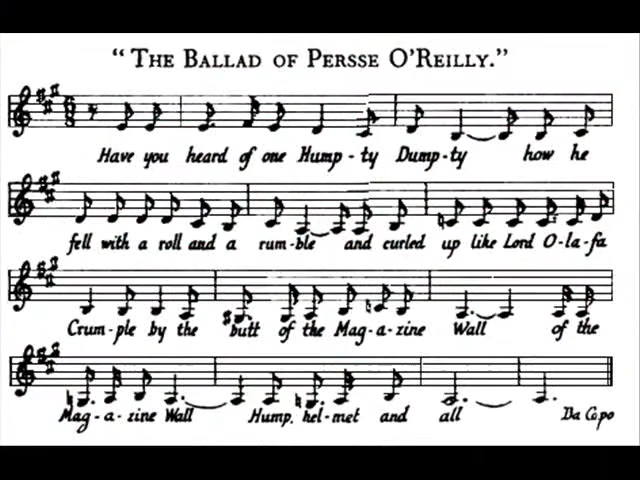 "THE BALLAD OF PERSSE O'REILLY."
Have you heard of one Hump-ty Dump-ty how he
fell with a roll and a rum-ble and curled up like Lord O-la-fa
Crum-ple by the butt of the Mag-a-zine Wall of the
Mag-a-zine Wall Hump, hel-met and all Da Capo